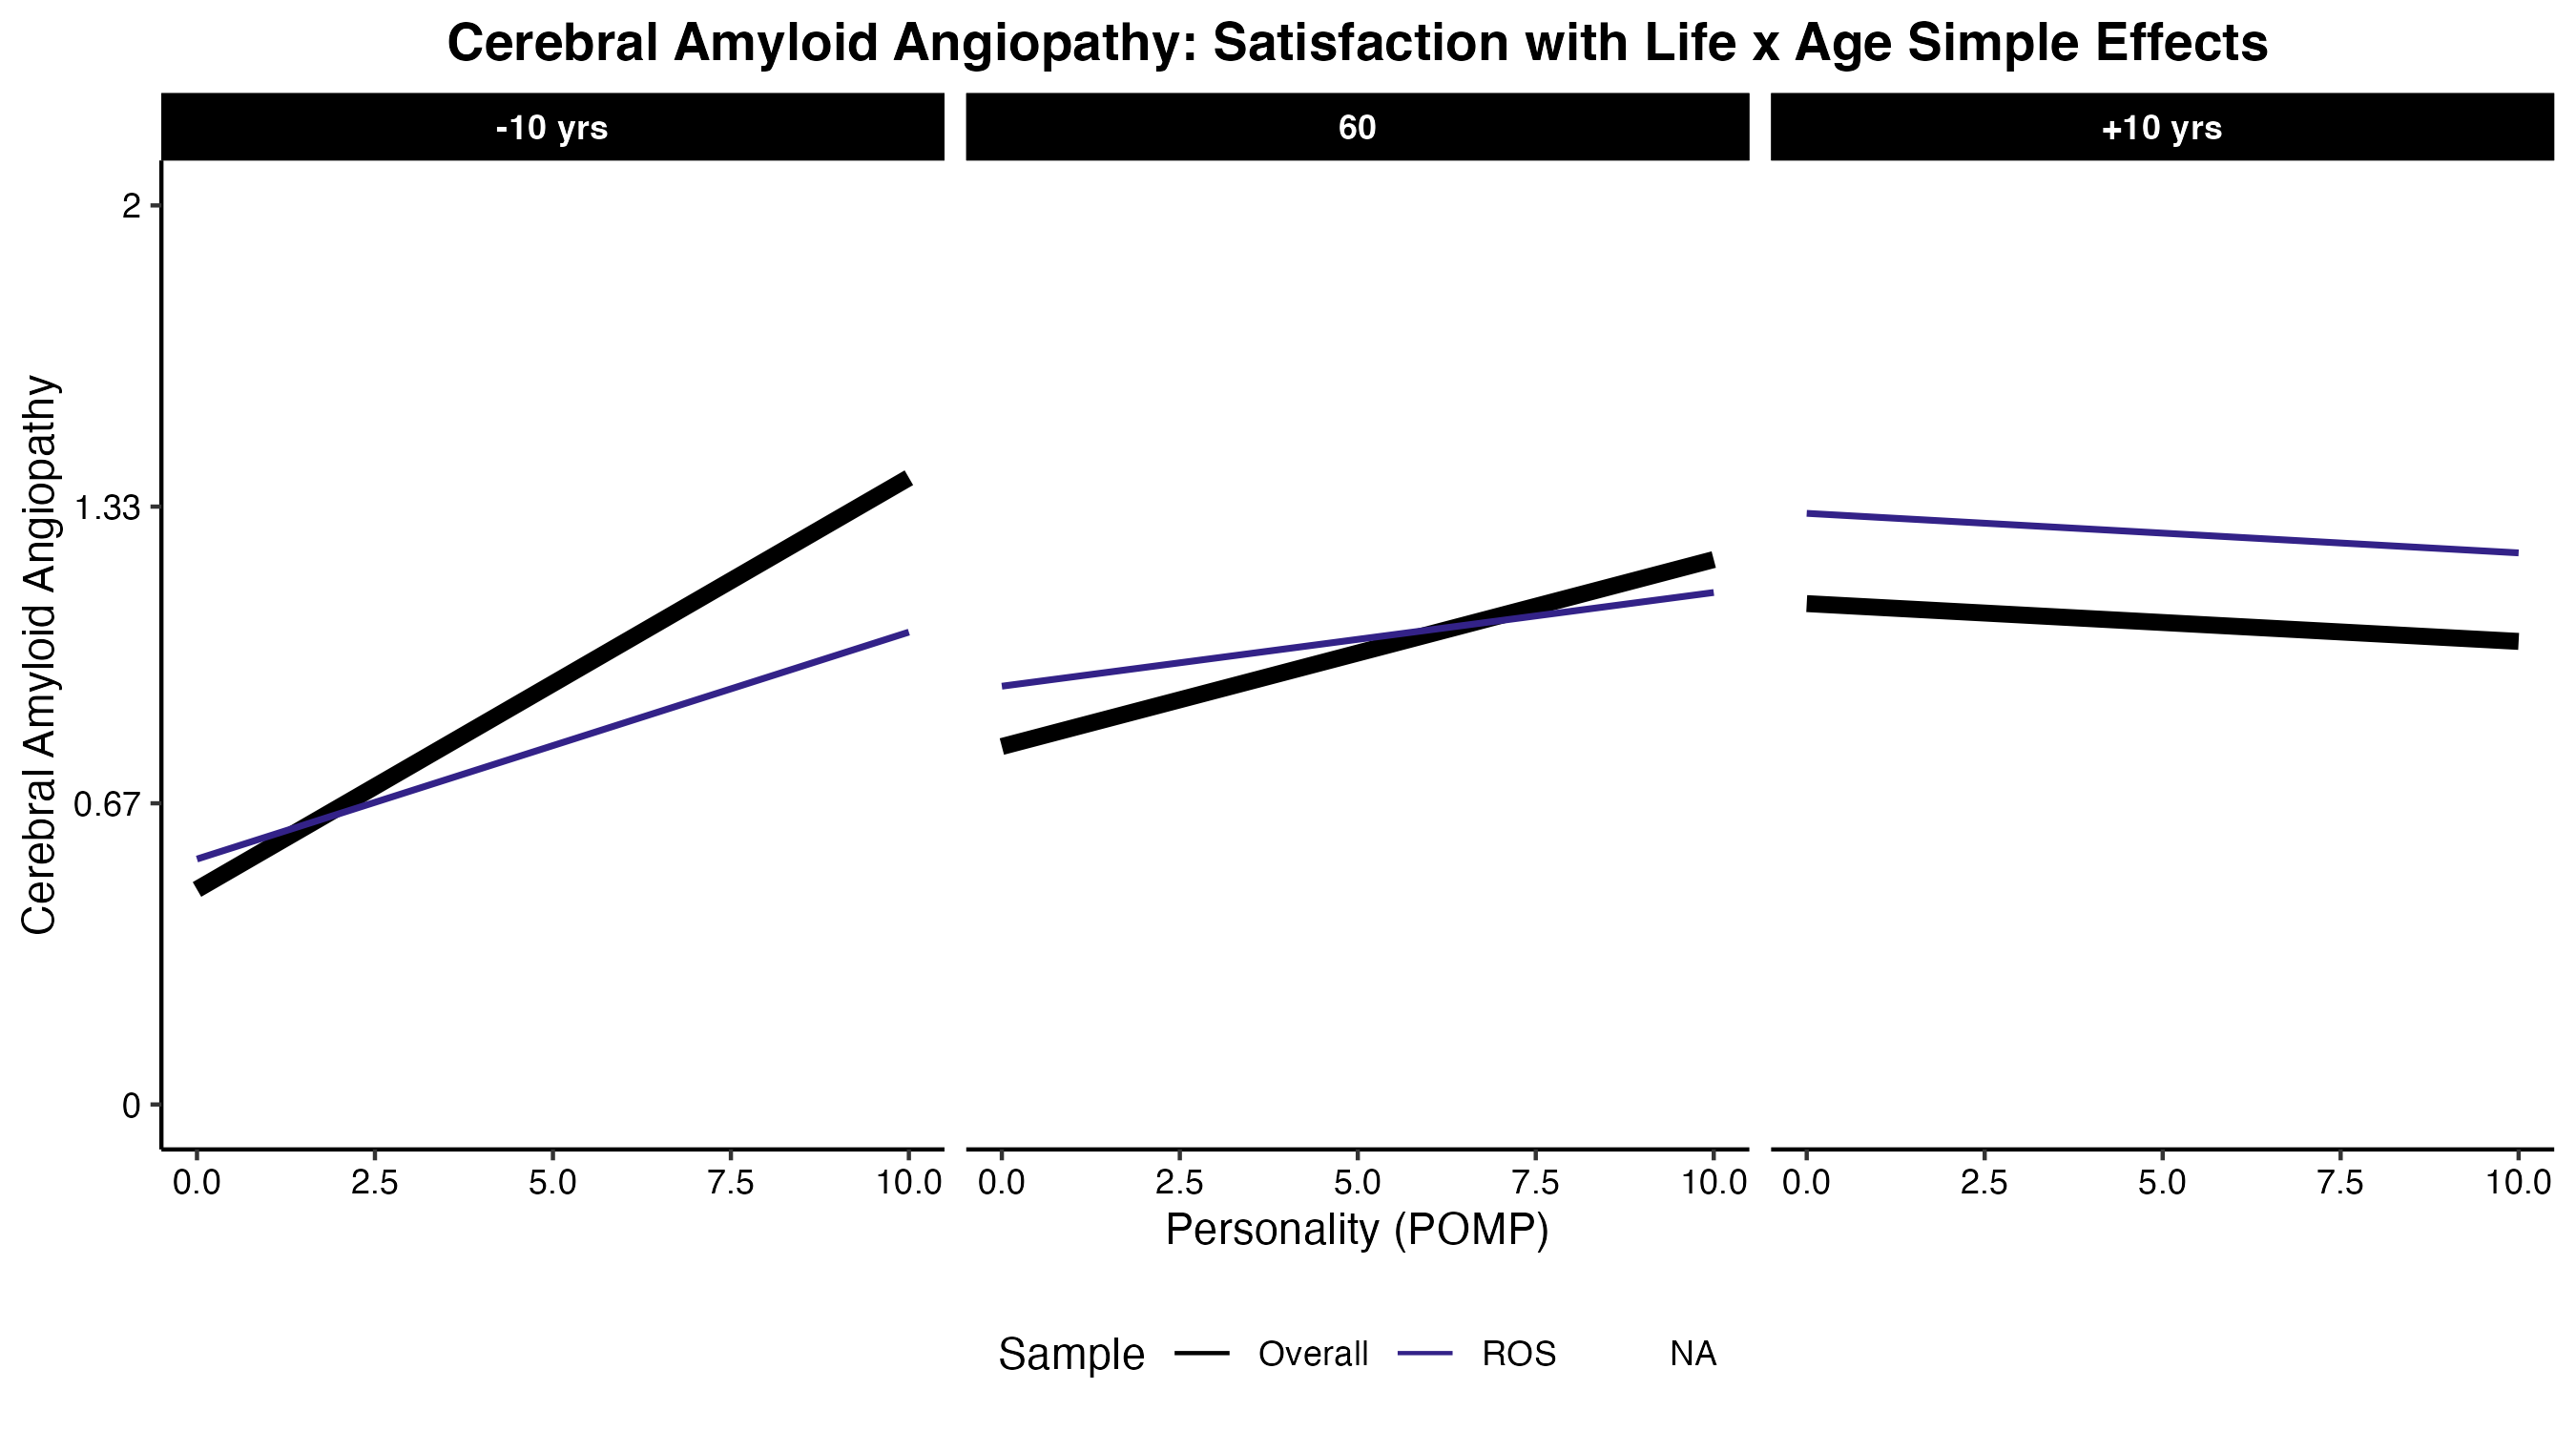 Cerebral Amyloid Angiopathy: Satisfaction with Life x Age Simple Effects
-10 yrs 60 +10 yrs
Cerebral Amyloid Angiopathy
2
1.33
0.67
0
0.0 2.5 5.0 7.5 10.0 0.0 2.5 5.0 7.5 10.0 0.0 2.5 5.0 7.5 10.0
Personality (POMP)
Sample Overall ROS NA